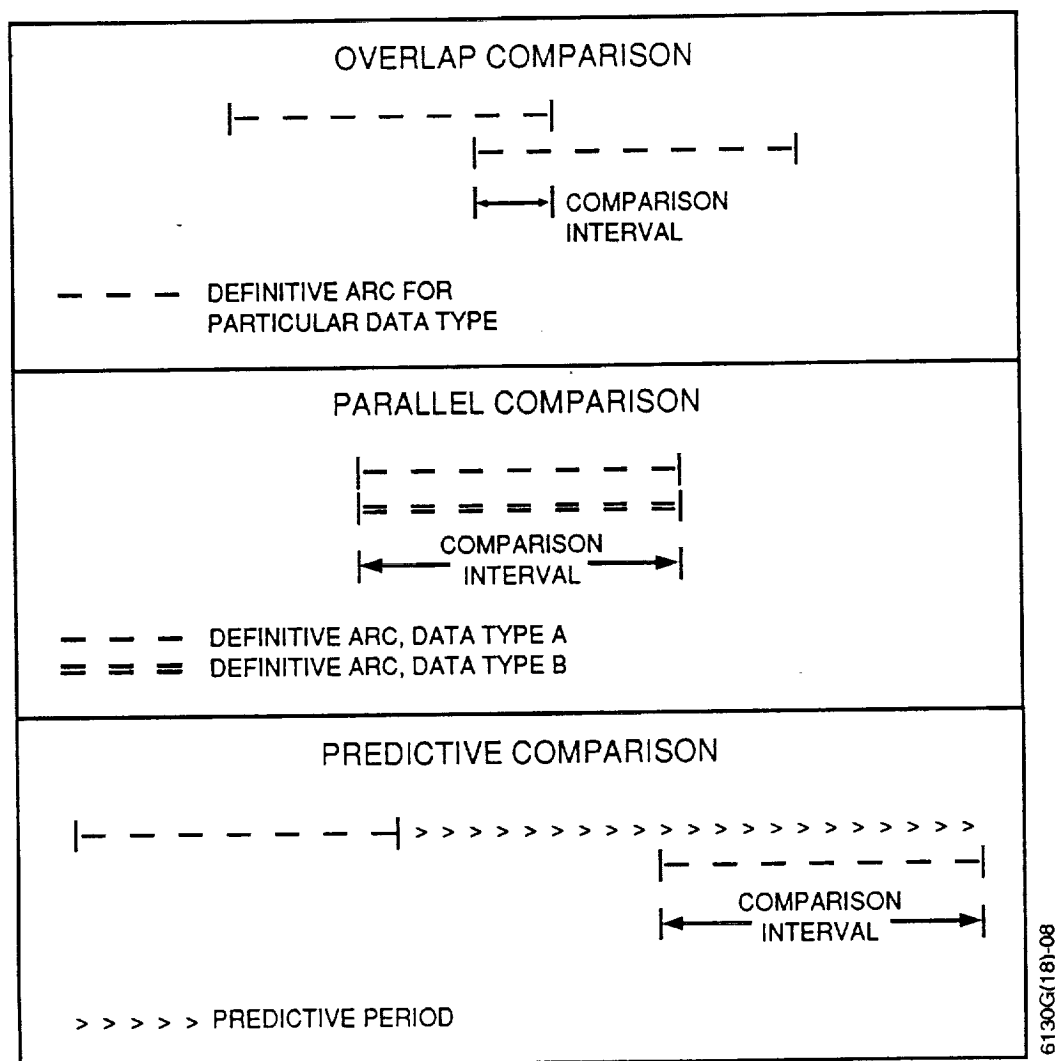 OVERLAP COMPARISON
COMPARISON
INTERVAL
DEFINITIVE ARC FOR
PARTICULAR DATA TYPE
PARALLEL COMPARISON
COMPARISON
INTERVAL
DEFINITIVE ARC, DATA TYPE A
DEFINITIVE ARC, DATA TYPE B
PREDICTIVE COMPARISON
> > > > > > > > > > > > > > > > > > > > >
COMPARISON
INTERVAL
> > > > > PREDICTIVE PERIOD
6130G(18)-08